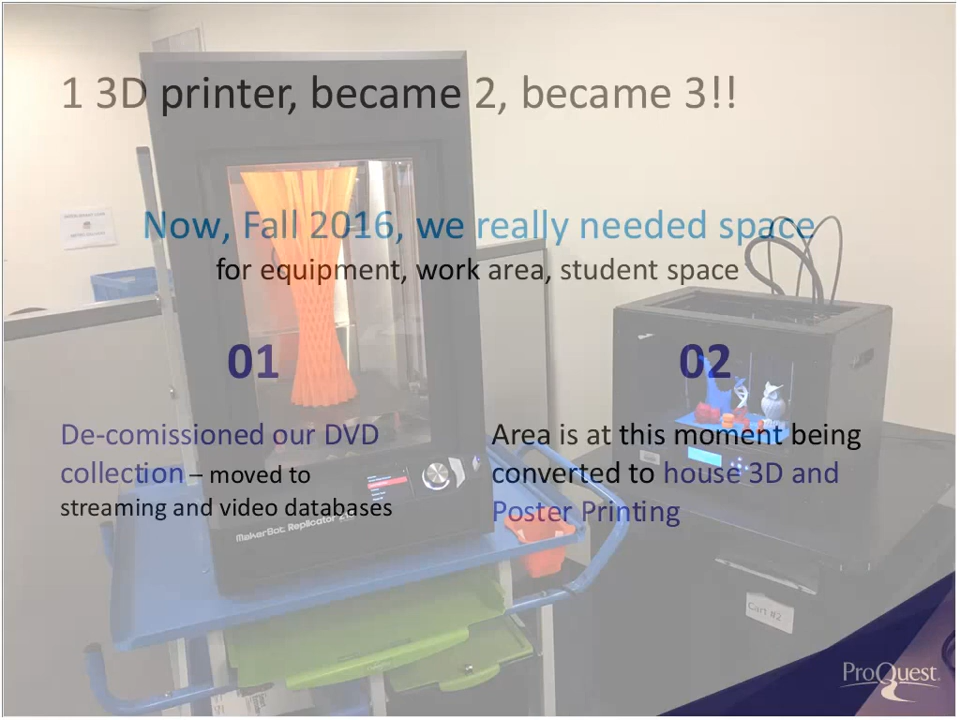 1 3D printer, became 2, became 3!!
Now, Fall 2016, we really needed space
for equipment, work area, student space
01
De-comissioned our DVD
collection – moved to
streaming and video databases
02
Area is at this moment being
converted to house 3D and
Poster Printing
MakerBot Replicator
Cart #2
ProQuest